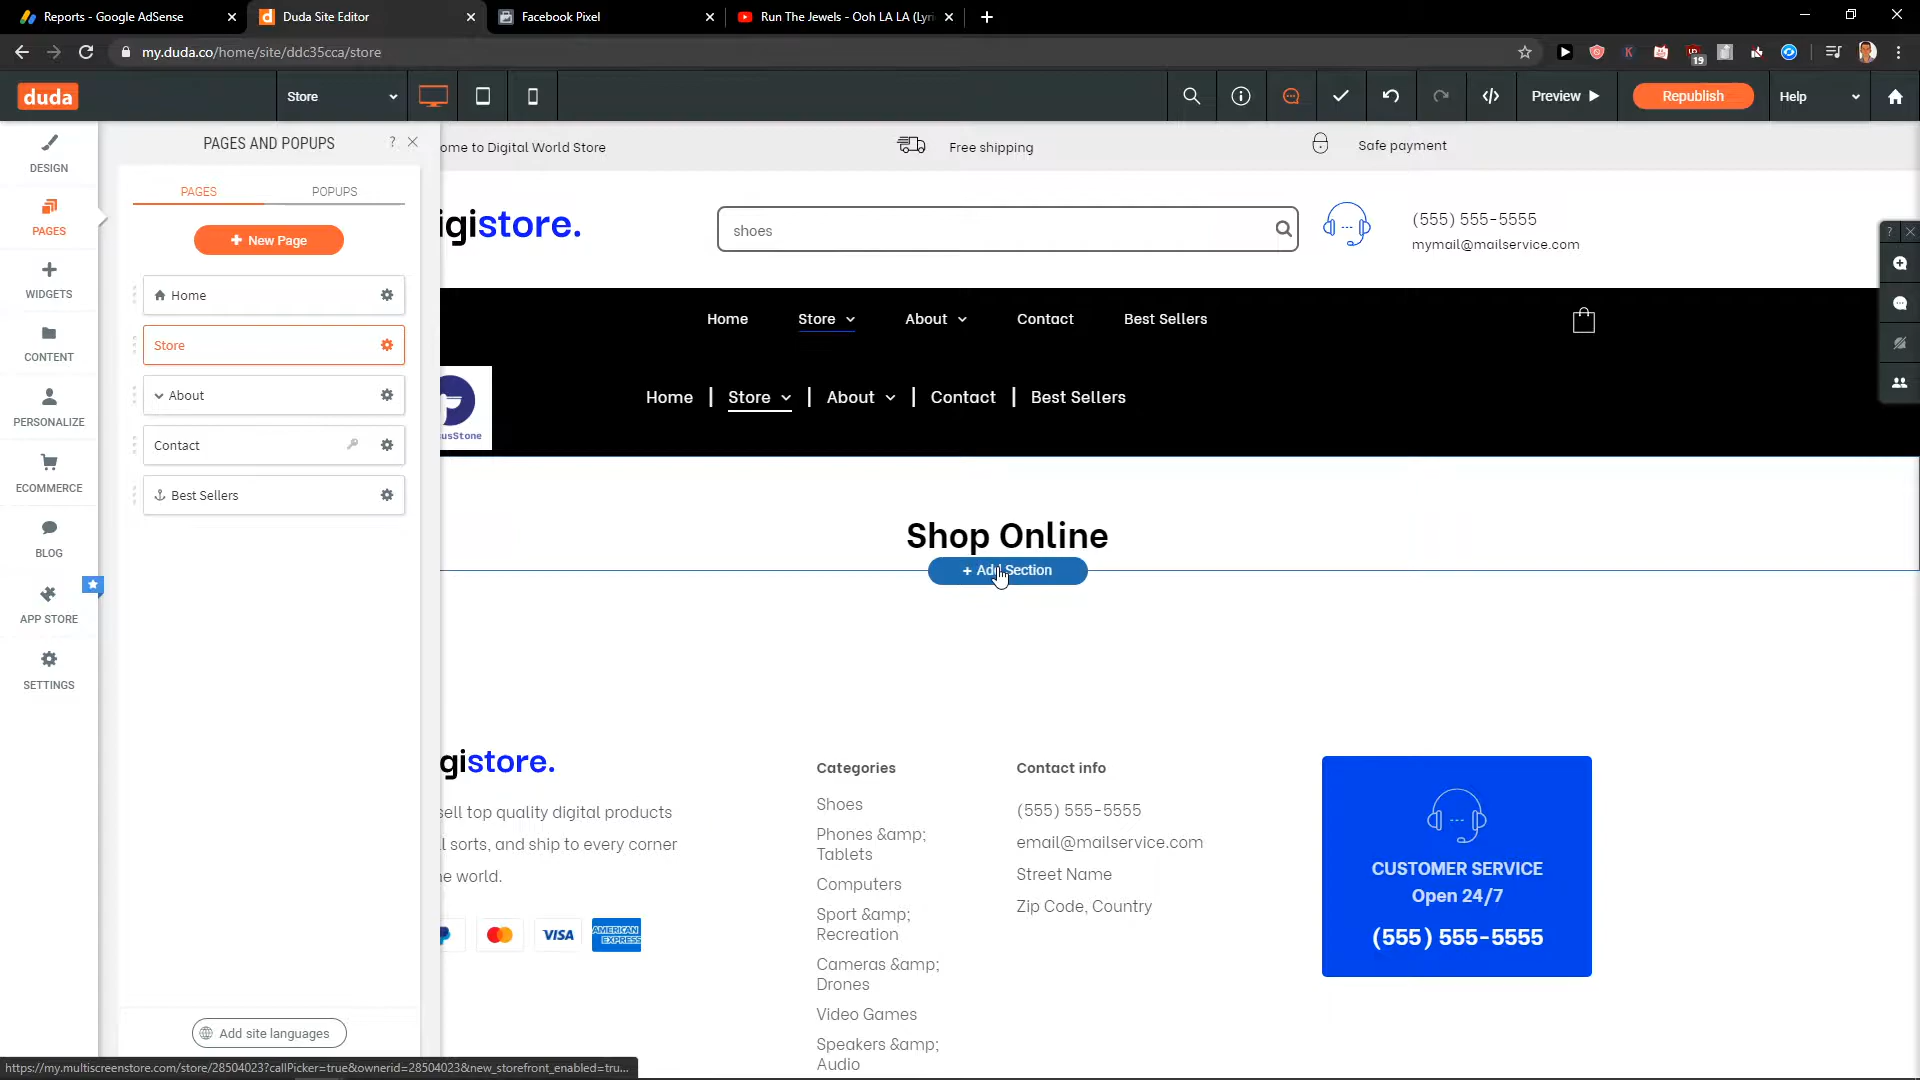 Reports - Google AdSense
Duda Site Editor
Facebook Pixel
Run The Jewels - Ooh LA LA (Lyri
my.duda.co/home/site/ddc35cca/store
19
duda
Store
Preview
Republish
Help
DESIGN
PAGES
WIDGETS
CONTENT
PERSONALIZE
ECOMMERCE
BLOG
APP STORE
SETTINGS
PAGES AND POPUPS
?
PAGES
POPUPS
+ New Page
Home
Store
About
Contact
Best Sellers
Add site languages
ome to Digital World Store
Free shipping
Safe payment
igistore.
shoes
(555) 555-5555
mymail@mailservice.com
?
Home
Store
About
Contact
Best Sellers
usStone
Home
Store
About
Contact
Best Sellers
Shop Online
+ Add Section
gistore.
sell top quality digital products
l sorts, and ship to every corner
e world.
VISA
AMERICAN EXPRESS
Categories
Shoes
Phones &amp;
Tablets
Computers
Sport &amp;
Recreation
Cameras &amp;
Drones
Video Games
Speakers &amp;
Audio
Contact info
(555) 555-5555
email@mailservice.com
Street Name
Zip Code, Country
CUSTOMER SERVICE
Open 24/7
(555) 555-5555
https://my.multiscreenstore.com/store/28504023?callPicker=true&ownerid=28504023&new_storefront_enabled=tru...